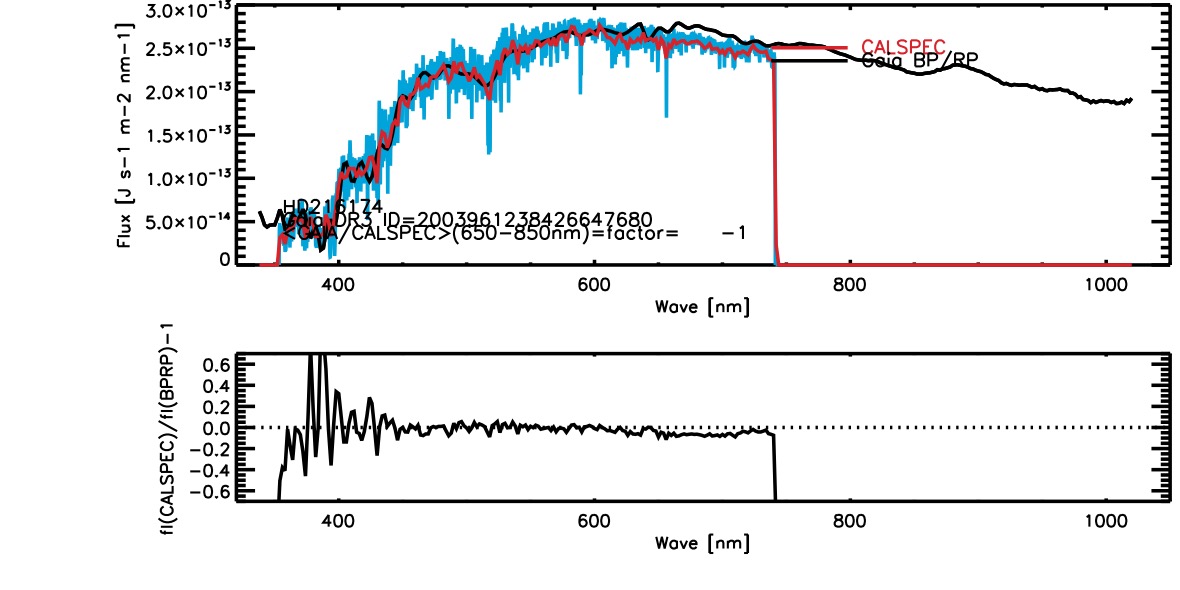 3.0×10−13
2.5×10−13
2.0×10−13
1.5×10−13
1.0×10−13
5.0×10−14
0
Flux [J s−1 m−2 nm−1]
CALSPEC
Gaia BP/RP
HD216174
Gaia DR3 ID=2003961238426647680
<GAIA/CALSPEC>(650−850nm)=factor= −1
400 600 800 1000
Wave [nm]
fl(CALSPEC)/fl(BPRP)−1
0.6
0.4
0.2
0.0
−0.2
−0.4
−0.6
400 600 800 1000
Wave [nm]